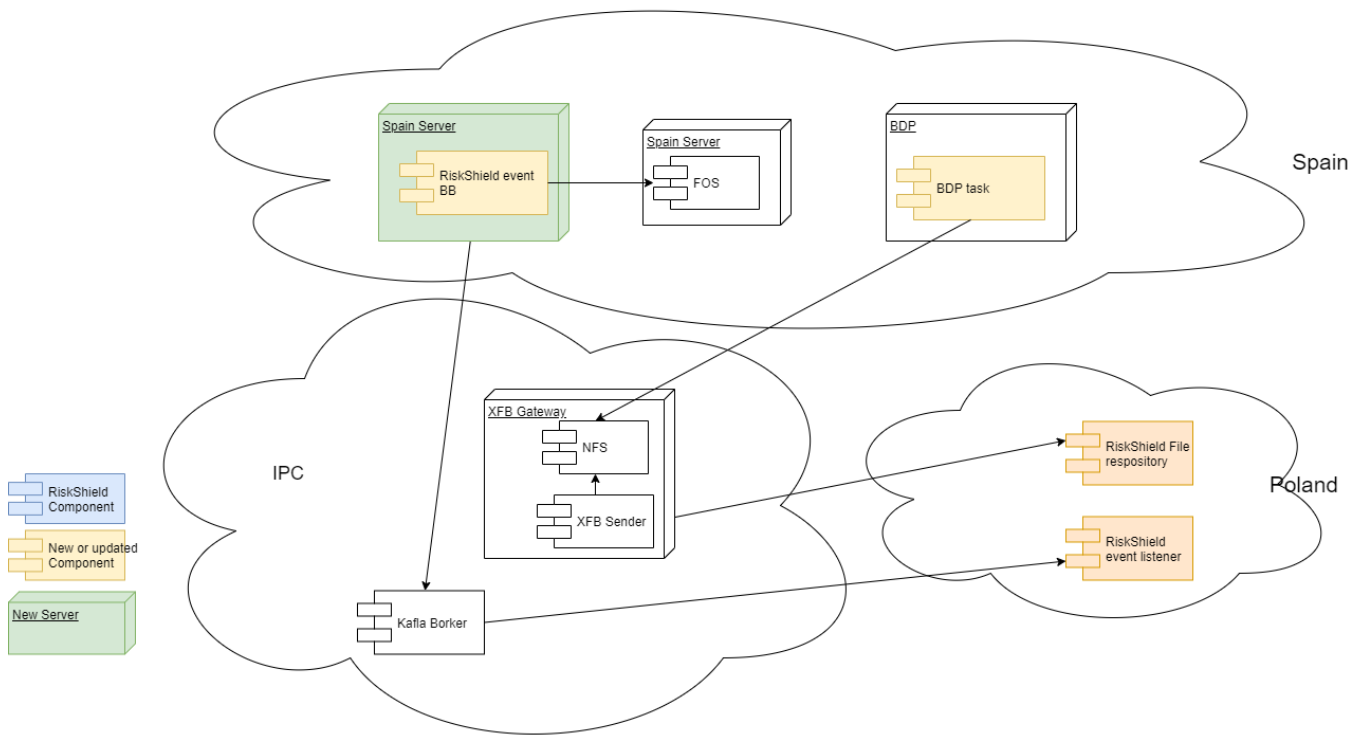 Spain Server
RiskShield event
BB
Spain Server
FOS
BDP
BDP task
Spain
XFB Gateway
NFS
XFB Sender
IPC
Kafla Borker
RiskShield File
respository
Poland
RiskShield
event listener
RiskShield
Component
New or updated
Component
New Server